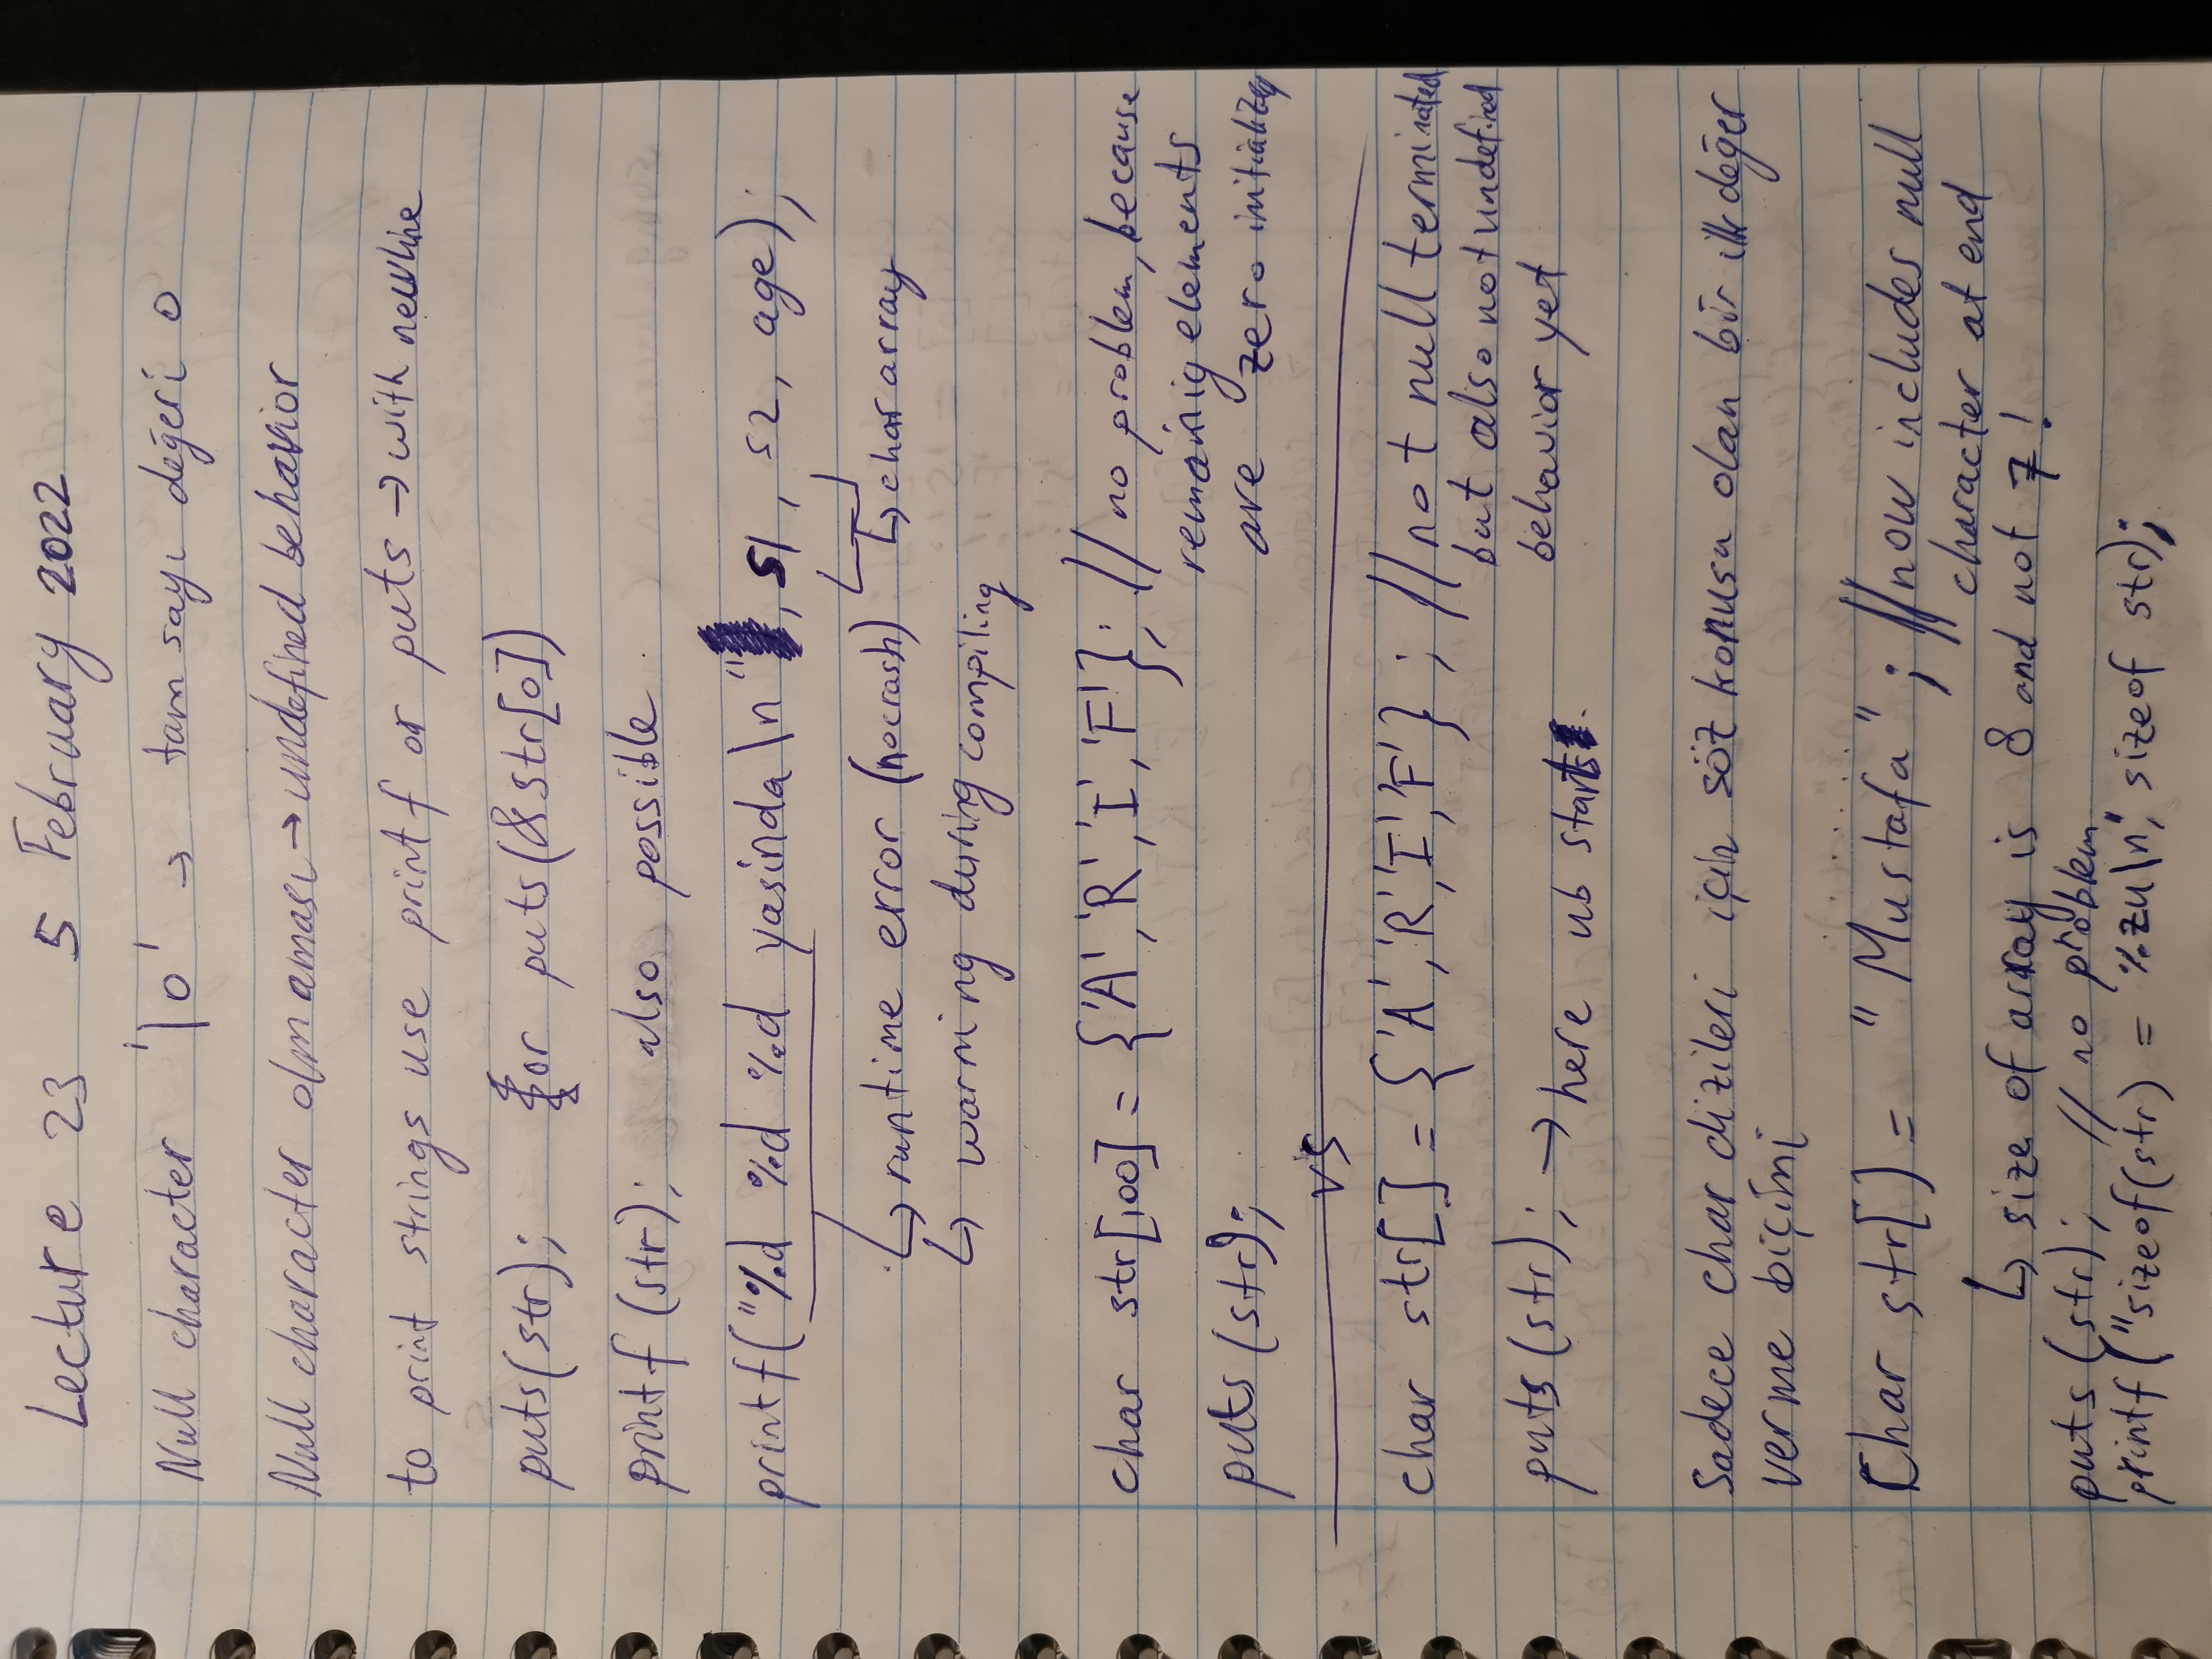 Lecture 23 5 February 2022
Null character '\0' → tam sayı değeri 0
Null character olmaması → undefined behavior
to print strings use printf or puts → with newline
puts(str); or puts(&str[0])
printf(str); also possible
printf("%d %d %d yasinda\n", s1, s2, age);
↳ runtime error (no crash) ↳ char array
↳ warning during compiling
char str[100] = {'A','R','I','F'}; // no problem, because
remainig elements
puts(str); are zero initialized
vs
char str[] = {'A','R','I','F'}; // not null terminated
but also not undefined
puts(str); → here ub starts. behavior yet
Sadece char dizileri için söz konusu olan bir ilk değer
verme biçimi
Char str[] = "Mustafa"; // now includes null
character at end
↳ size of array is 8 and not 7!
puts(str); // no problem
printf("sizeof(str) = %zu\n", sizeof str);